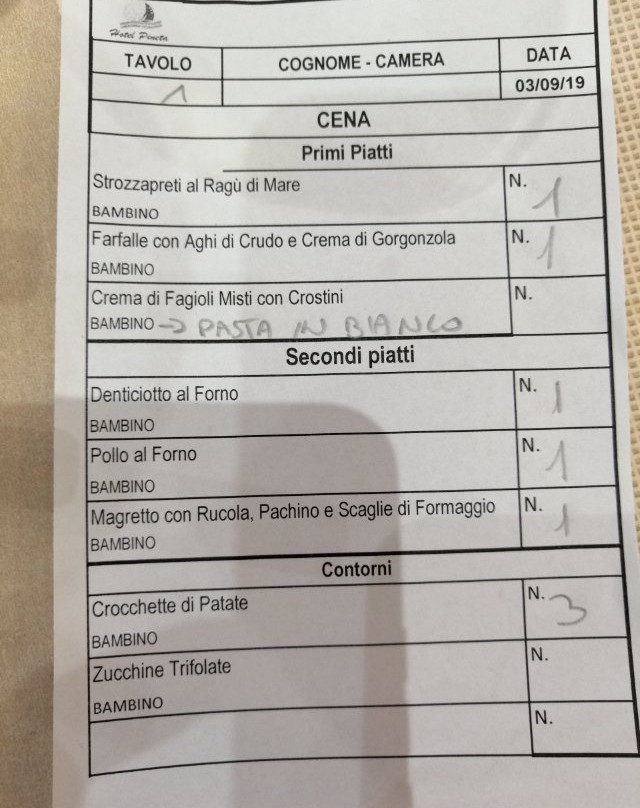 Hotel Pineta
TAVOLO COGNOME - CAMERA DATA
1 03/09/19
CENA
Primi Piatti
Strozzapreti al Ragù di Mare N. 1
BAMBINO
Farfalle con Aghi di Crudo e Crema di Gorgonzola N. 1
BAMBINO
Crema di Fagioli Misti con Crostini N.
BAMBINO → PASTA IN BIANCO
Secondi piatti
Denticiotto al Forno N. 1
BAMBINO
Pollo al Forno N. 1
BAMBINO
Magretto con Rucola, Pachino e Scaglie di Formaggio N. 1
BAMBINO
Contorni
Crocchette di Patate N. 3
BAMBINO
Zucchine Trifolate N.
BAMBINO
N.